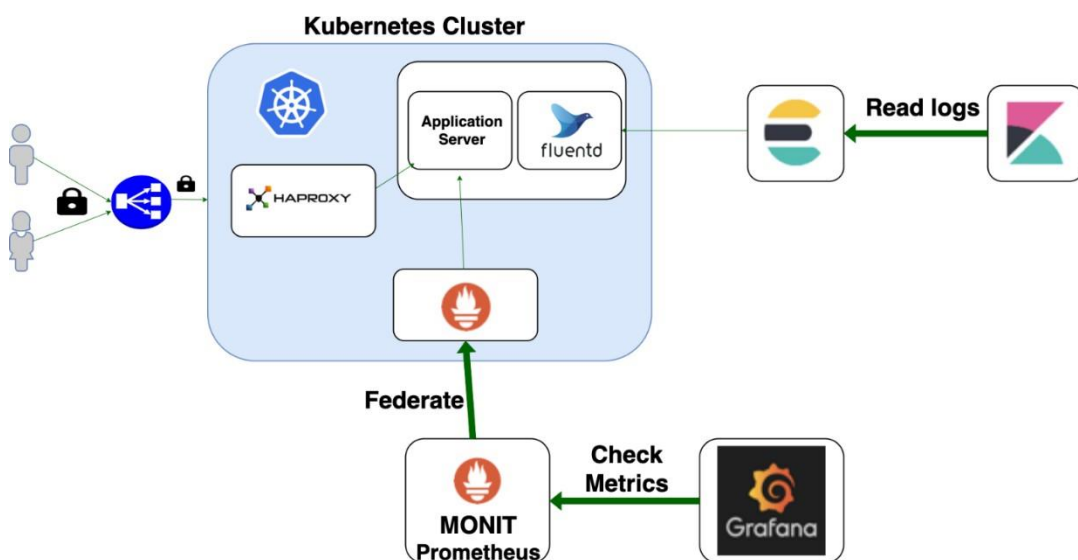 Kubernetes Cluster
Application
Server
fluentd
HAPROXY
Read logs
Federate
MONIT
Prometheus
Check
Metrics
Grafana